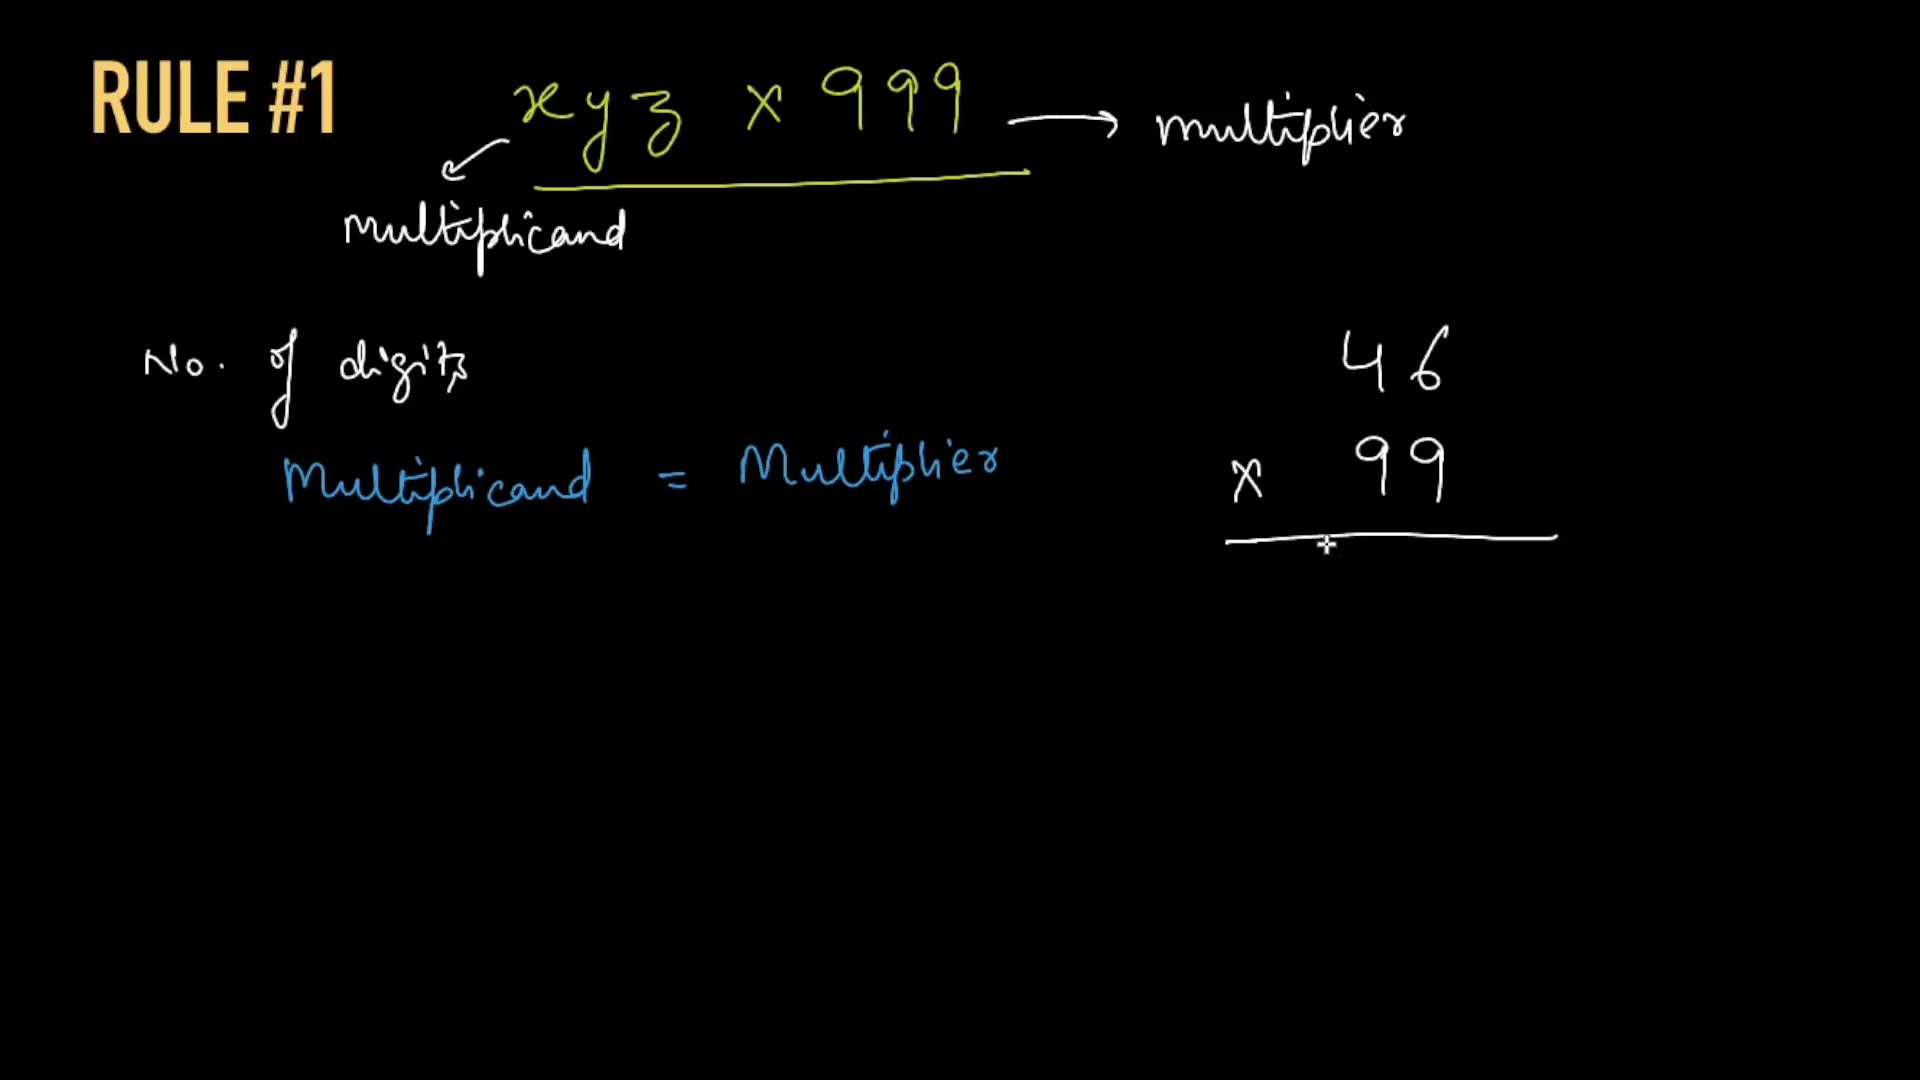 RULE #1
xyz x 999 → multiplier
multiplicand
No. of digits
Multiplicand = Multiplier
46
x 99